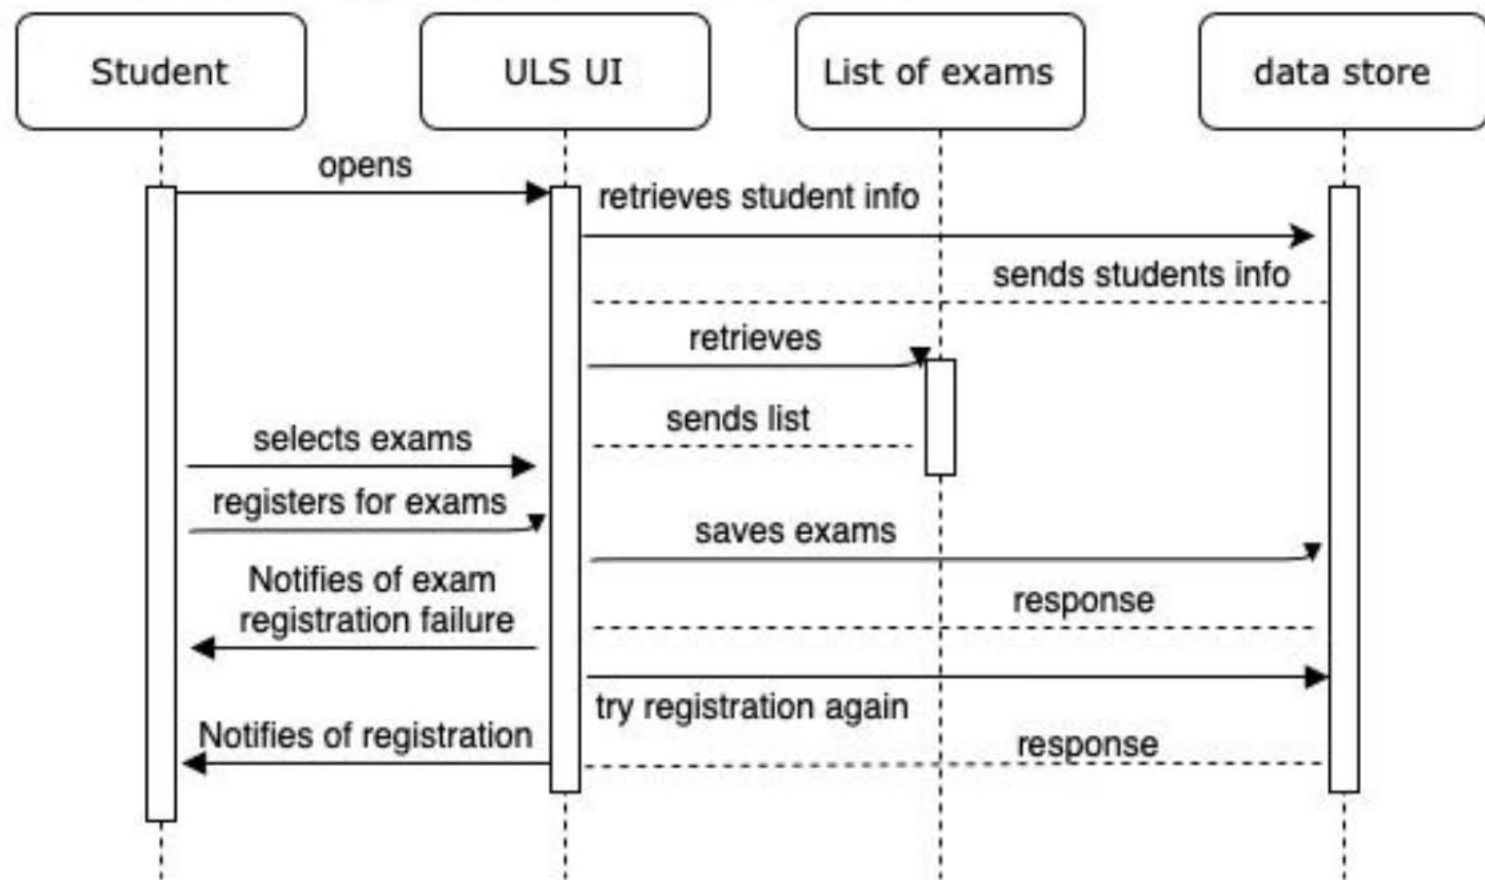 Student
ULS UI
List of exams
data store
opens
retrieves student info
sends students info
retrieves
sends list
selects exams
registers for exams
saves exams
Notifies of exam
registration failure
response
try registration again
Notifies of registration
response